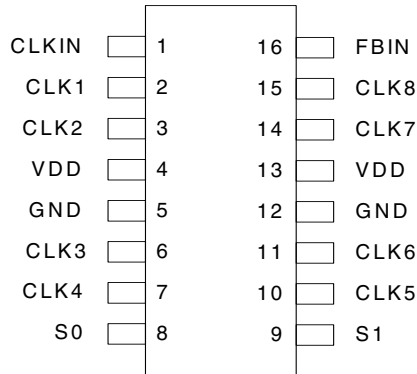 CLKIN 1 16 FBIN
CLK1 2 15 CLK8
CLK2 3 14 CLK7
VDD 4 13 VDD
GND 5 12 GND
CLK3 6 11 CLK6
CLK4 7 10 CLK5
S0 8 9 S1